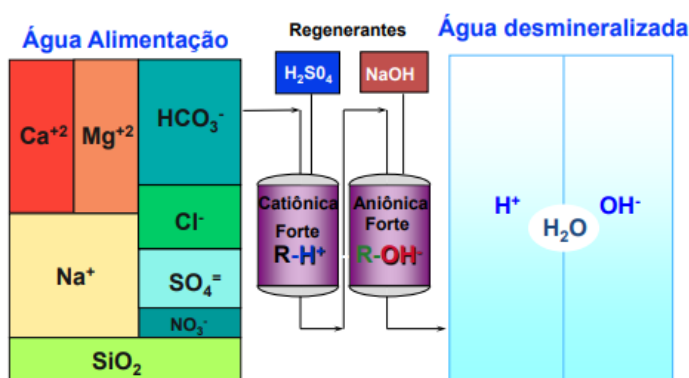 Água Alimentação
Regenerantes
Água desmineralizada
H₂S0₄
NaOH
Ca⁺²
Mg⁺²
HCO₃⁻
Cl⁻
Na⁺
SO₄⁼
NO₃⁻
SiO₂
Catiônica
Forte
R-H⁺
Aniônica
Forte
R-OH⁻
H⁺
OH⁻
H₂O